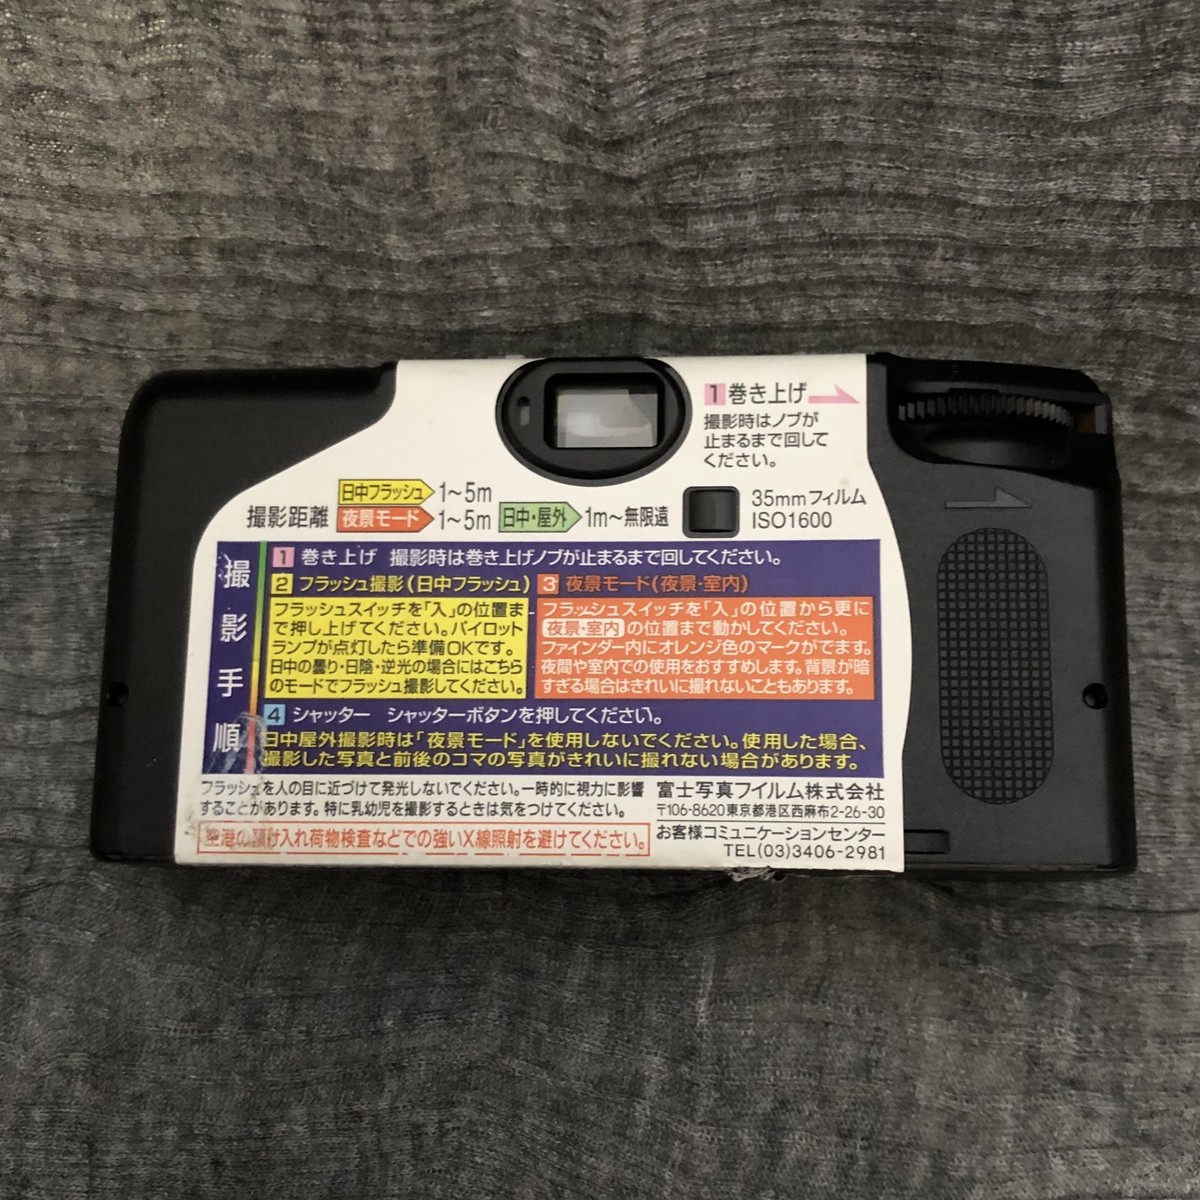 1 巻き上げ
撮影時はノブが
止まるまで回して
ください。
撮影距離
日中フラッシュ 1~5m
夜景モード 1~5m 日中・屋外 1m~無限遠
35mmフィルム
ISO1600
撮影手順
1 巻き上げ 撮影時は巻き上げノブが止まるまで回してください。
2 フラッシュ撮影(日中フラッシュ)
フラッシュスイッチを「入」の位置ま
で押し上げてください。パイロット
ランプが点灯したら準備OKです。
日中の曇り・日陰・逆光の場合にはこちら
のモードでフラッシュ撮影してください。
3 夜景モード(夜景・室内)
フラッシュスイッチを「入」の位置から更に
夜景・室内 の位置まで動かしてください。
ファインダー内にオレンジ色のマークがでます。
夜間や室内での使用をおすすめします。背景が暗
すぎる場合はきれいに撮れないこともあります。
4 シャッター シャッターボタンを押してください。
日中屋外撮影時は「夜景モード」を使用しないでください。使用した場合、
撮影した写真と前後のコマの写真がきれいに撮れない場合があります。
フラッシュを人の目に近づけて発光しないでください。一時的に視力に影響
することがあります。特に乳幼児を撮影するときは気をつけてください。
空港の預け入れ荷物検査などでの強いX線照射を避けてください。
富士写真フイルム株式会社
〒106-8620東京都港区西麻布2-26-30
お客様コミュニケーションセンター
TEL(03)3406-2981